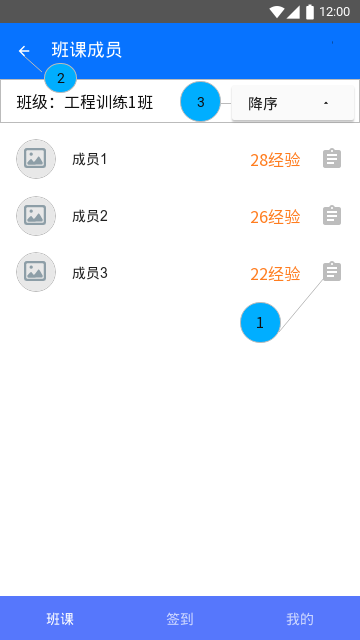 12:00
班课成员
2
班级：工程训练1班
3
降序
成员1
28经验
成员2
26经验
成员3
22经验
1
班课 签到 我的